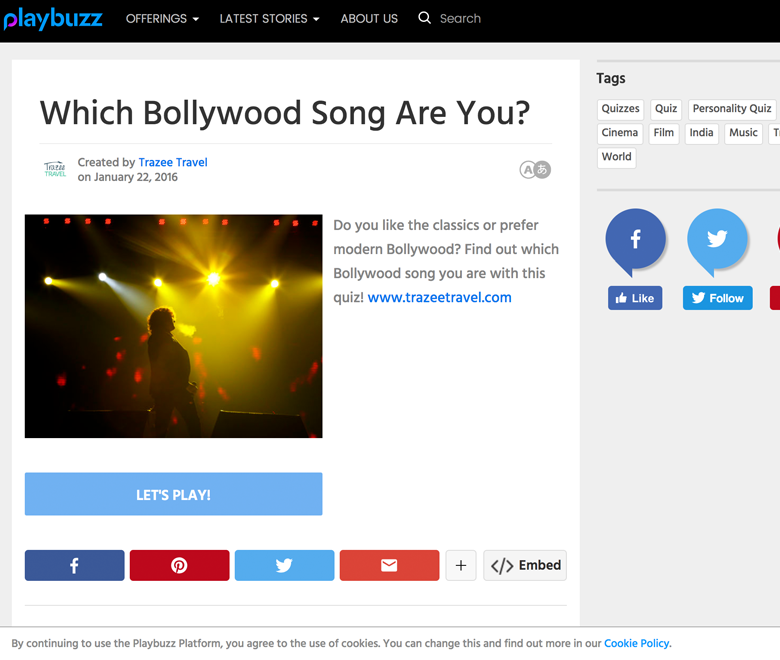 playbuzz OFFERINGS LATEST STORIES ABOUT US Search
Which Bollywood Song Are You?
Created by Trazee Travel
on January 22, 2016
Trazee
TRAVEL
A あ
Do you like the classics or prefer
modern Bollywood? Find out which
Bollywood song you are with this
quiz! www.trazeetravel.com
LET'S PLAY!
+ </> Embed
Tags
Quizzes Quiz Personality Quiz
Cinema Film India Music
World
Like Follow
By continuing to use the Playbuzz Platform, you agree to the use of cookies. You can change this and find out more in our Cookie Policy.